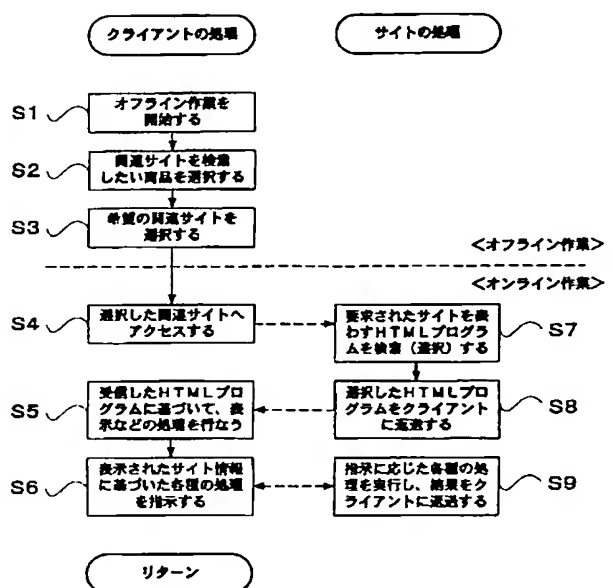 クライアントの処理
サイトの処理
S1
オフライン作業を
開始する
S2
関連サイトを検索
したい商品を選択する
S3
希望の関連サイトを
選択する
<オフライン作業>
<オンライン作業>
S4
選択した関連サイトへ
アクセスする
要求されたサイトを表
わすHTMLプログラ
ムを検索(選択)する
S7
S5
受信したHTMLプロ
グラムに基づいて、表
示などの処理を行なう
選択したHTMLプロ
グラムをクライアント
に返送する
S8
S6
表示されたサイト情報
に基づいた各種の処理
を指示する
指示に応じた各種の処
理を実行し、結果をク
ライアントに返送する
S9
リターン